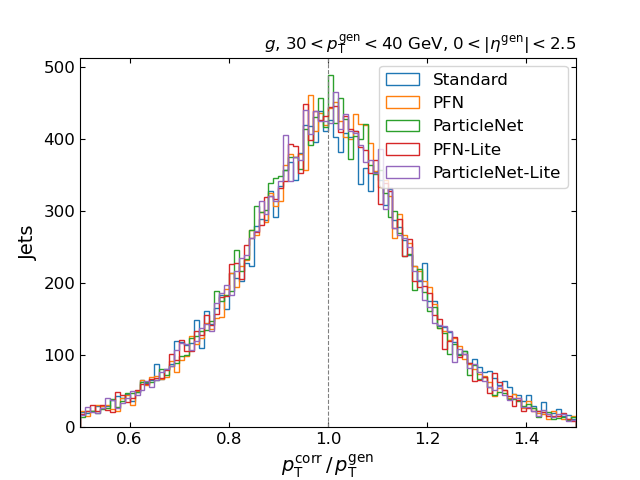 g, 30 < p_T^gen < 40 GeV, 0 < |η^gen| < 2.5
500
400
300
200
100
0
Jets
Standard
PFN
ParticleNet
PFN-Lite
ParticleNet-Lite
0.6 0.8 1.0 1.2 1.4
p_T^corr / p_T^gen